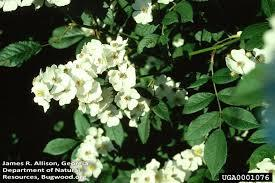 James R. Allison, Georgia
Department of Natural
Resources, Bugwood.org
UGA0001076